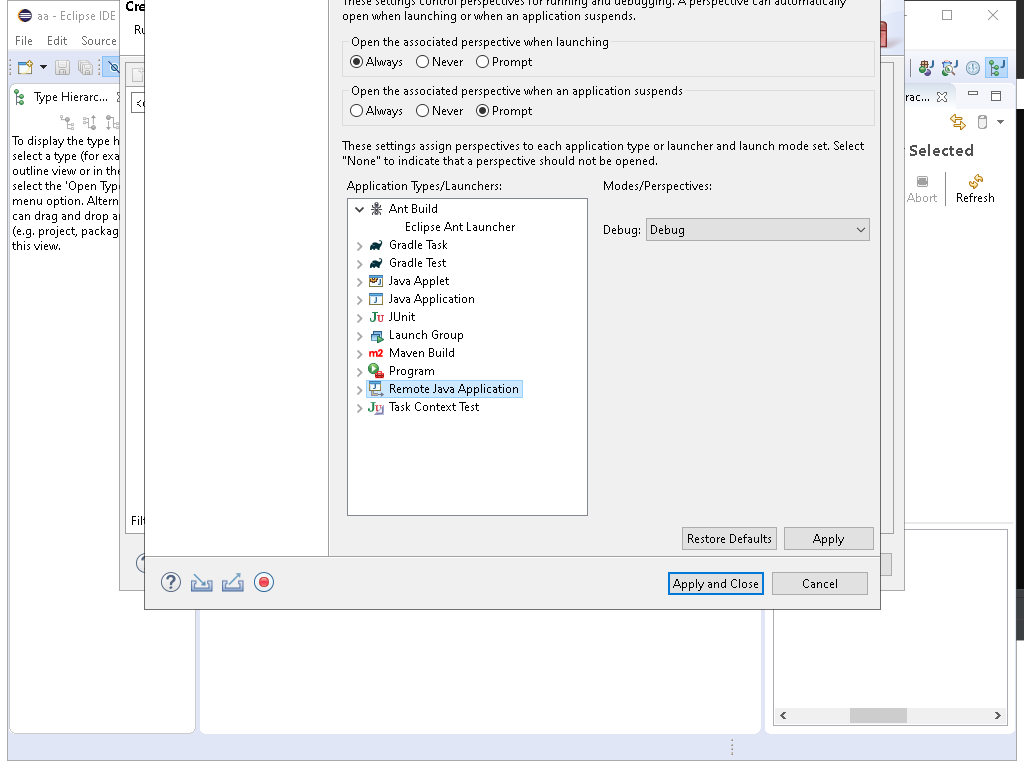 aa - Eclipse IDE
File Edit Source
Type Hierarc...
To display the type h
select a type (for exa
outline view or in the
select the 'Open Typ
menu option. Altern
can drag and drop a
(e.g. project, packag
this view.
Cre
Ru
Filt
These settings control perspectives for running and debugging. A perspective can automatically
open when launching or when an application suspends.
Open the associated perspective when launching
Always Never Prompt
Open the associated perspective when an application suspends
Always Never Prompt
These settings assign perspectives to each application type or launcher and launch mode set. Select
"None" to indicate that a perspective should not be opened.
Application Types/Launchers:
Modes/Perspectives:
Ant Build
Eclipse Ant Launcher
Gradle Task
Gradle Test
Java Applet
Java Application
JUnit
Launch Group
Maven Build
Program
Remote Java Application
Task Context Test
Debug: Debug
Restore Defaults Apply
Apply and Close Cancel
rac...
Selected
Abort Refresh